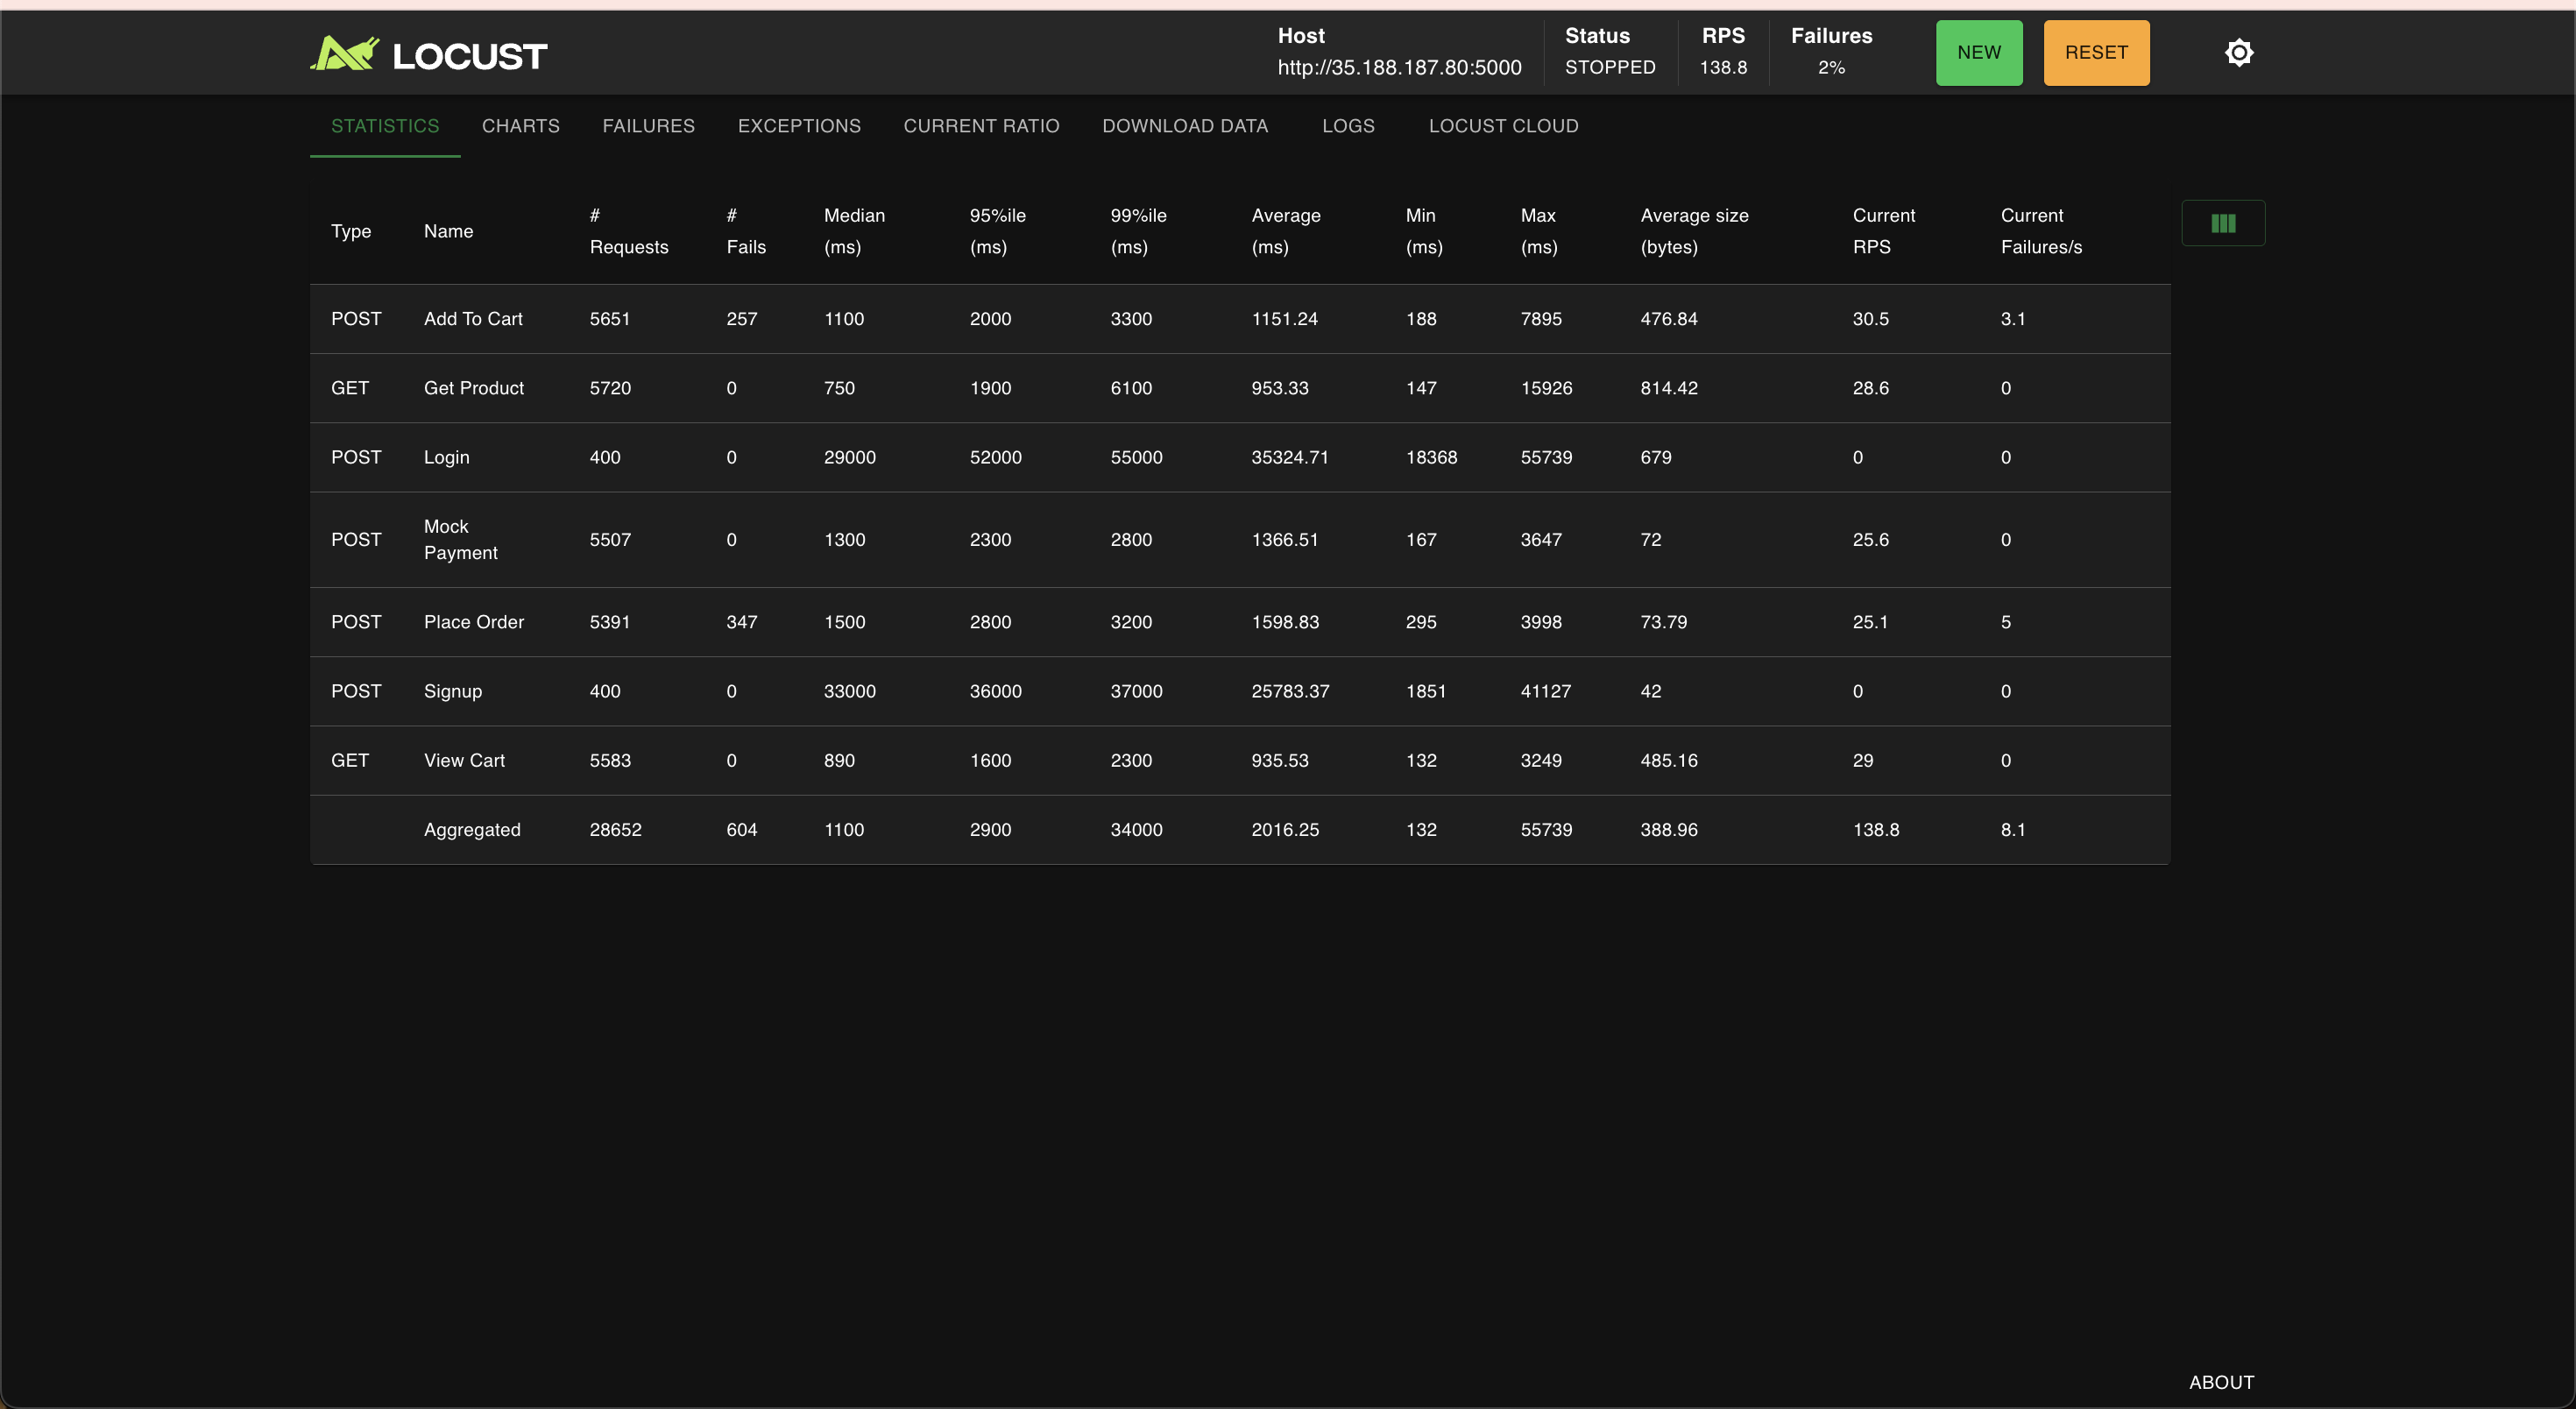 LOCUST
Host
http://35.188.187.80:5000
Status
STOPPED
RPS
138.8
Failures
2%
NEW
RESET
STATISTICS CHARTS FAILURES EXCEPTIONS CURRENT RATIO DOWNLOAD DATA LOGS LOCUST CLOUD
Type Name # Requests # Fails Median (ms) 95%ile (ms) 99%ile (ms) Average (ms) Min (ms) Max (ms) Average size (bytes) Current RPS Current Failures/s
POST Add To Cart 5651 257 1100 2000 3300 1151.24 188 7895 476.84 30.5 3.1
GET Get Product 5720 0 750 1900 6100 953.33 147 15926 814.42 28.6 0
POST Login 400 0 29000 52000 55000 35324.71 18368 55739 679 0 0
POST Mock Payment 5507 0 1300 2300 2800 1366.51 167 3647 72 25.6 0
POST Place Order 5391 347 1500 2800 3200 1598.83 295 3998 73.79 25.1 5
POST Signup 400 0 33000 36000 37000 25783.37 1851 41127 42 0 0
GET View Cart 5583 0 890 1600 2300 935.53 132 3249 485.16 29 0
Aggregated 28652 604 1100 2900 34000 2016.25 132 55739 388.96 138.8 8.1
ABOUT